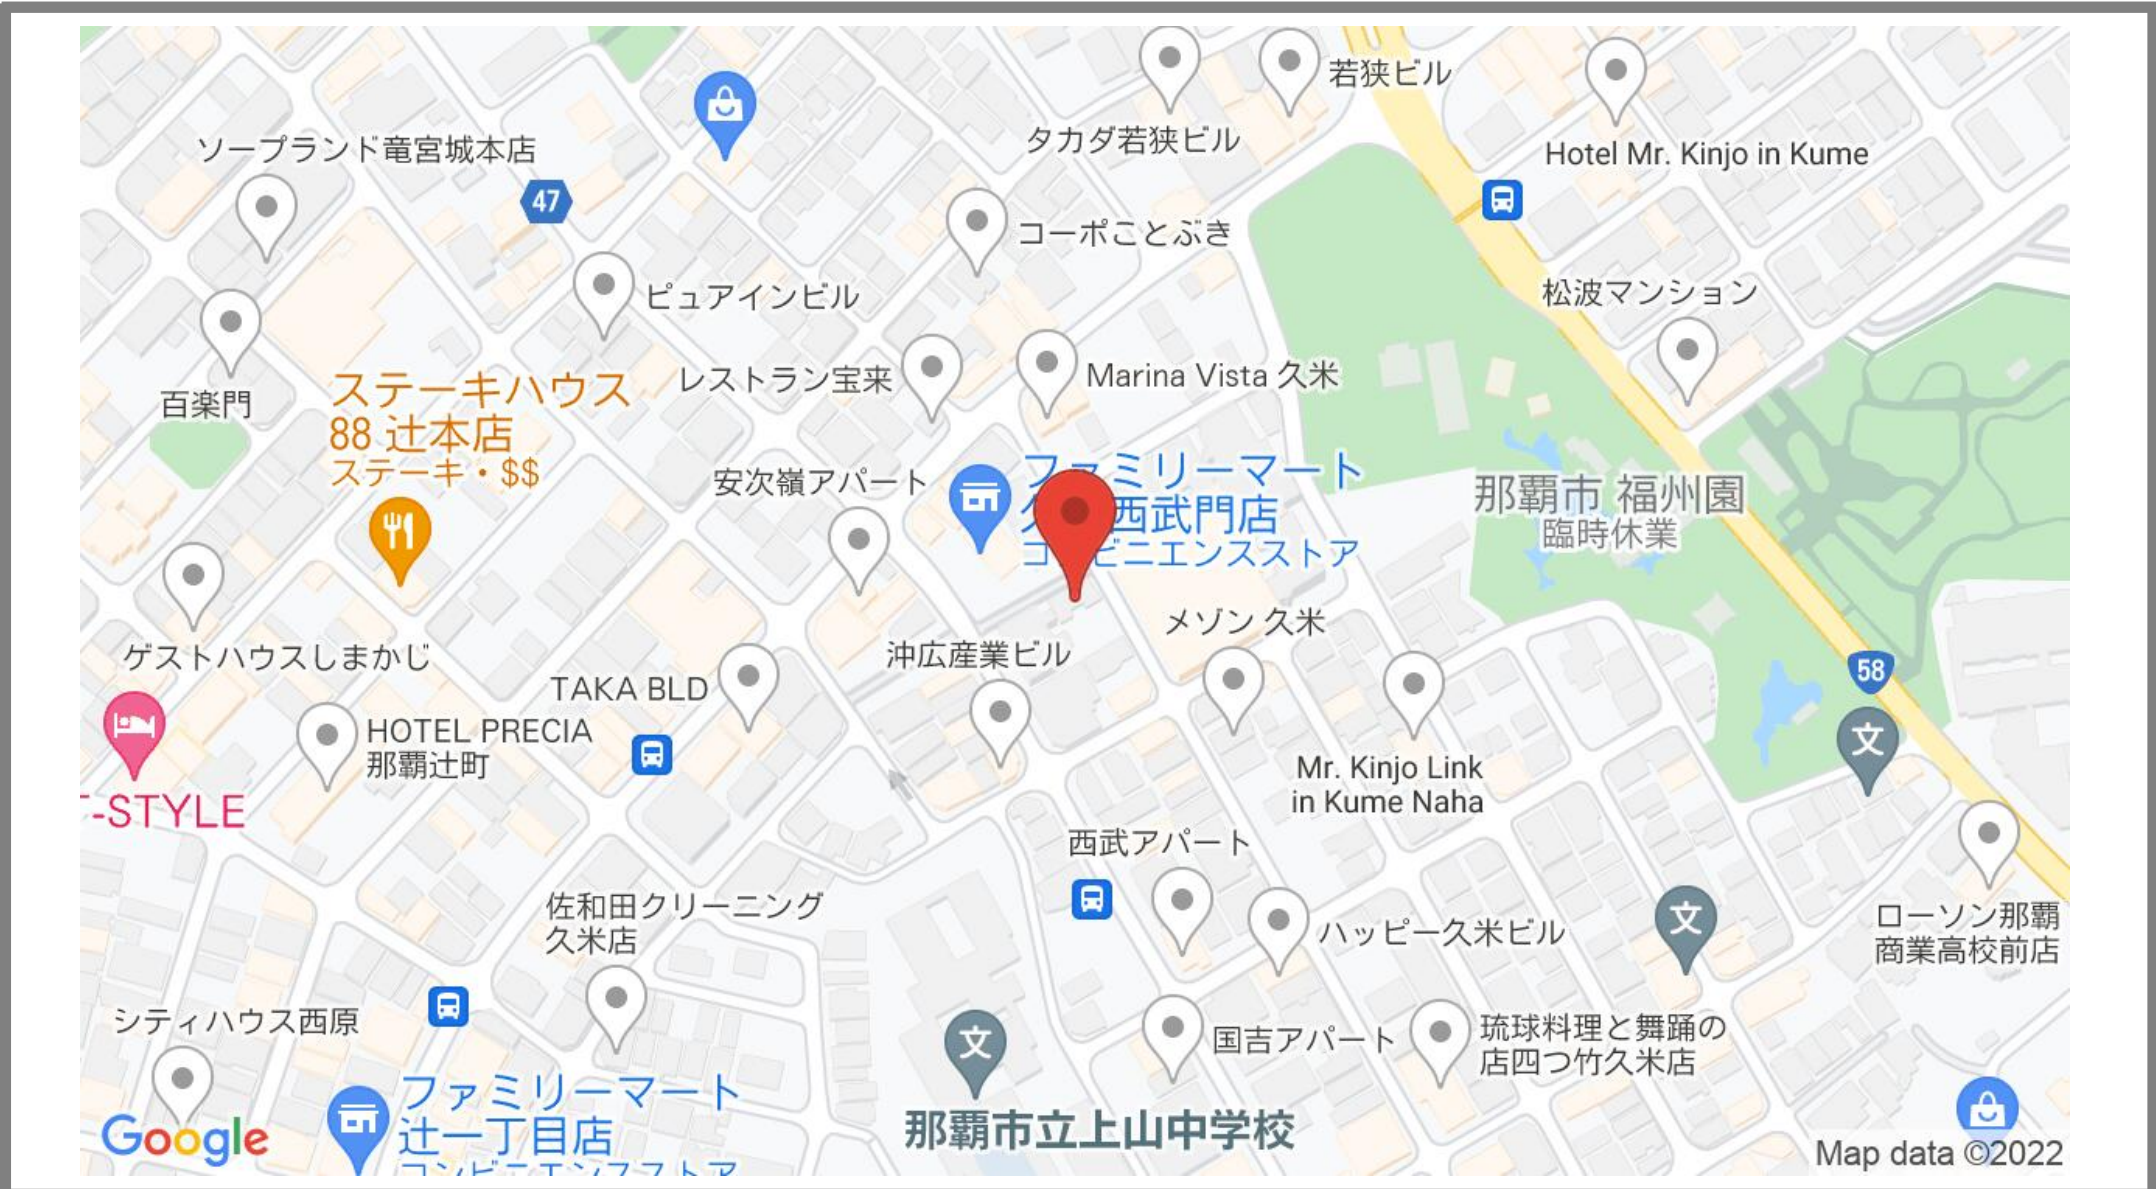 若狭ビル
タカダ若狭ビル
Hotel Mr. Kinjo in Kume
ソープランド竜宮城本店
47
コーポことぶき
ピュアインビル
松波マンション
レストラン宝来
Marina Vista 久米
百楽門
ステーキハウス
88 辻本店
ステーキ・$$
安次嶺アパート
ファミリーマート
西武門店
コンビニエンスストア
那覇市 福州園
臨時休業
メゾン 久米
ゲストハウスしまかじ
沖広産業ビル
58
TAKA BLD
HOTEL PRECIA
那覇辻町
文
Mr. Kinjo Link
in Kume Naha
-STYLE
西武アパート
佐和田クリーニング
久米店
文
ハッピー久米ビル
ローソン那覇
商業高校前店
シティハウス西原
文
国吉アパート
琉球料理と舞踊の
店四つ竹久米店
ファミリーマート
辻一丁目店
コンビニエンスストア
那覇市立上山中学校
Google
Map data ©2022